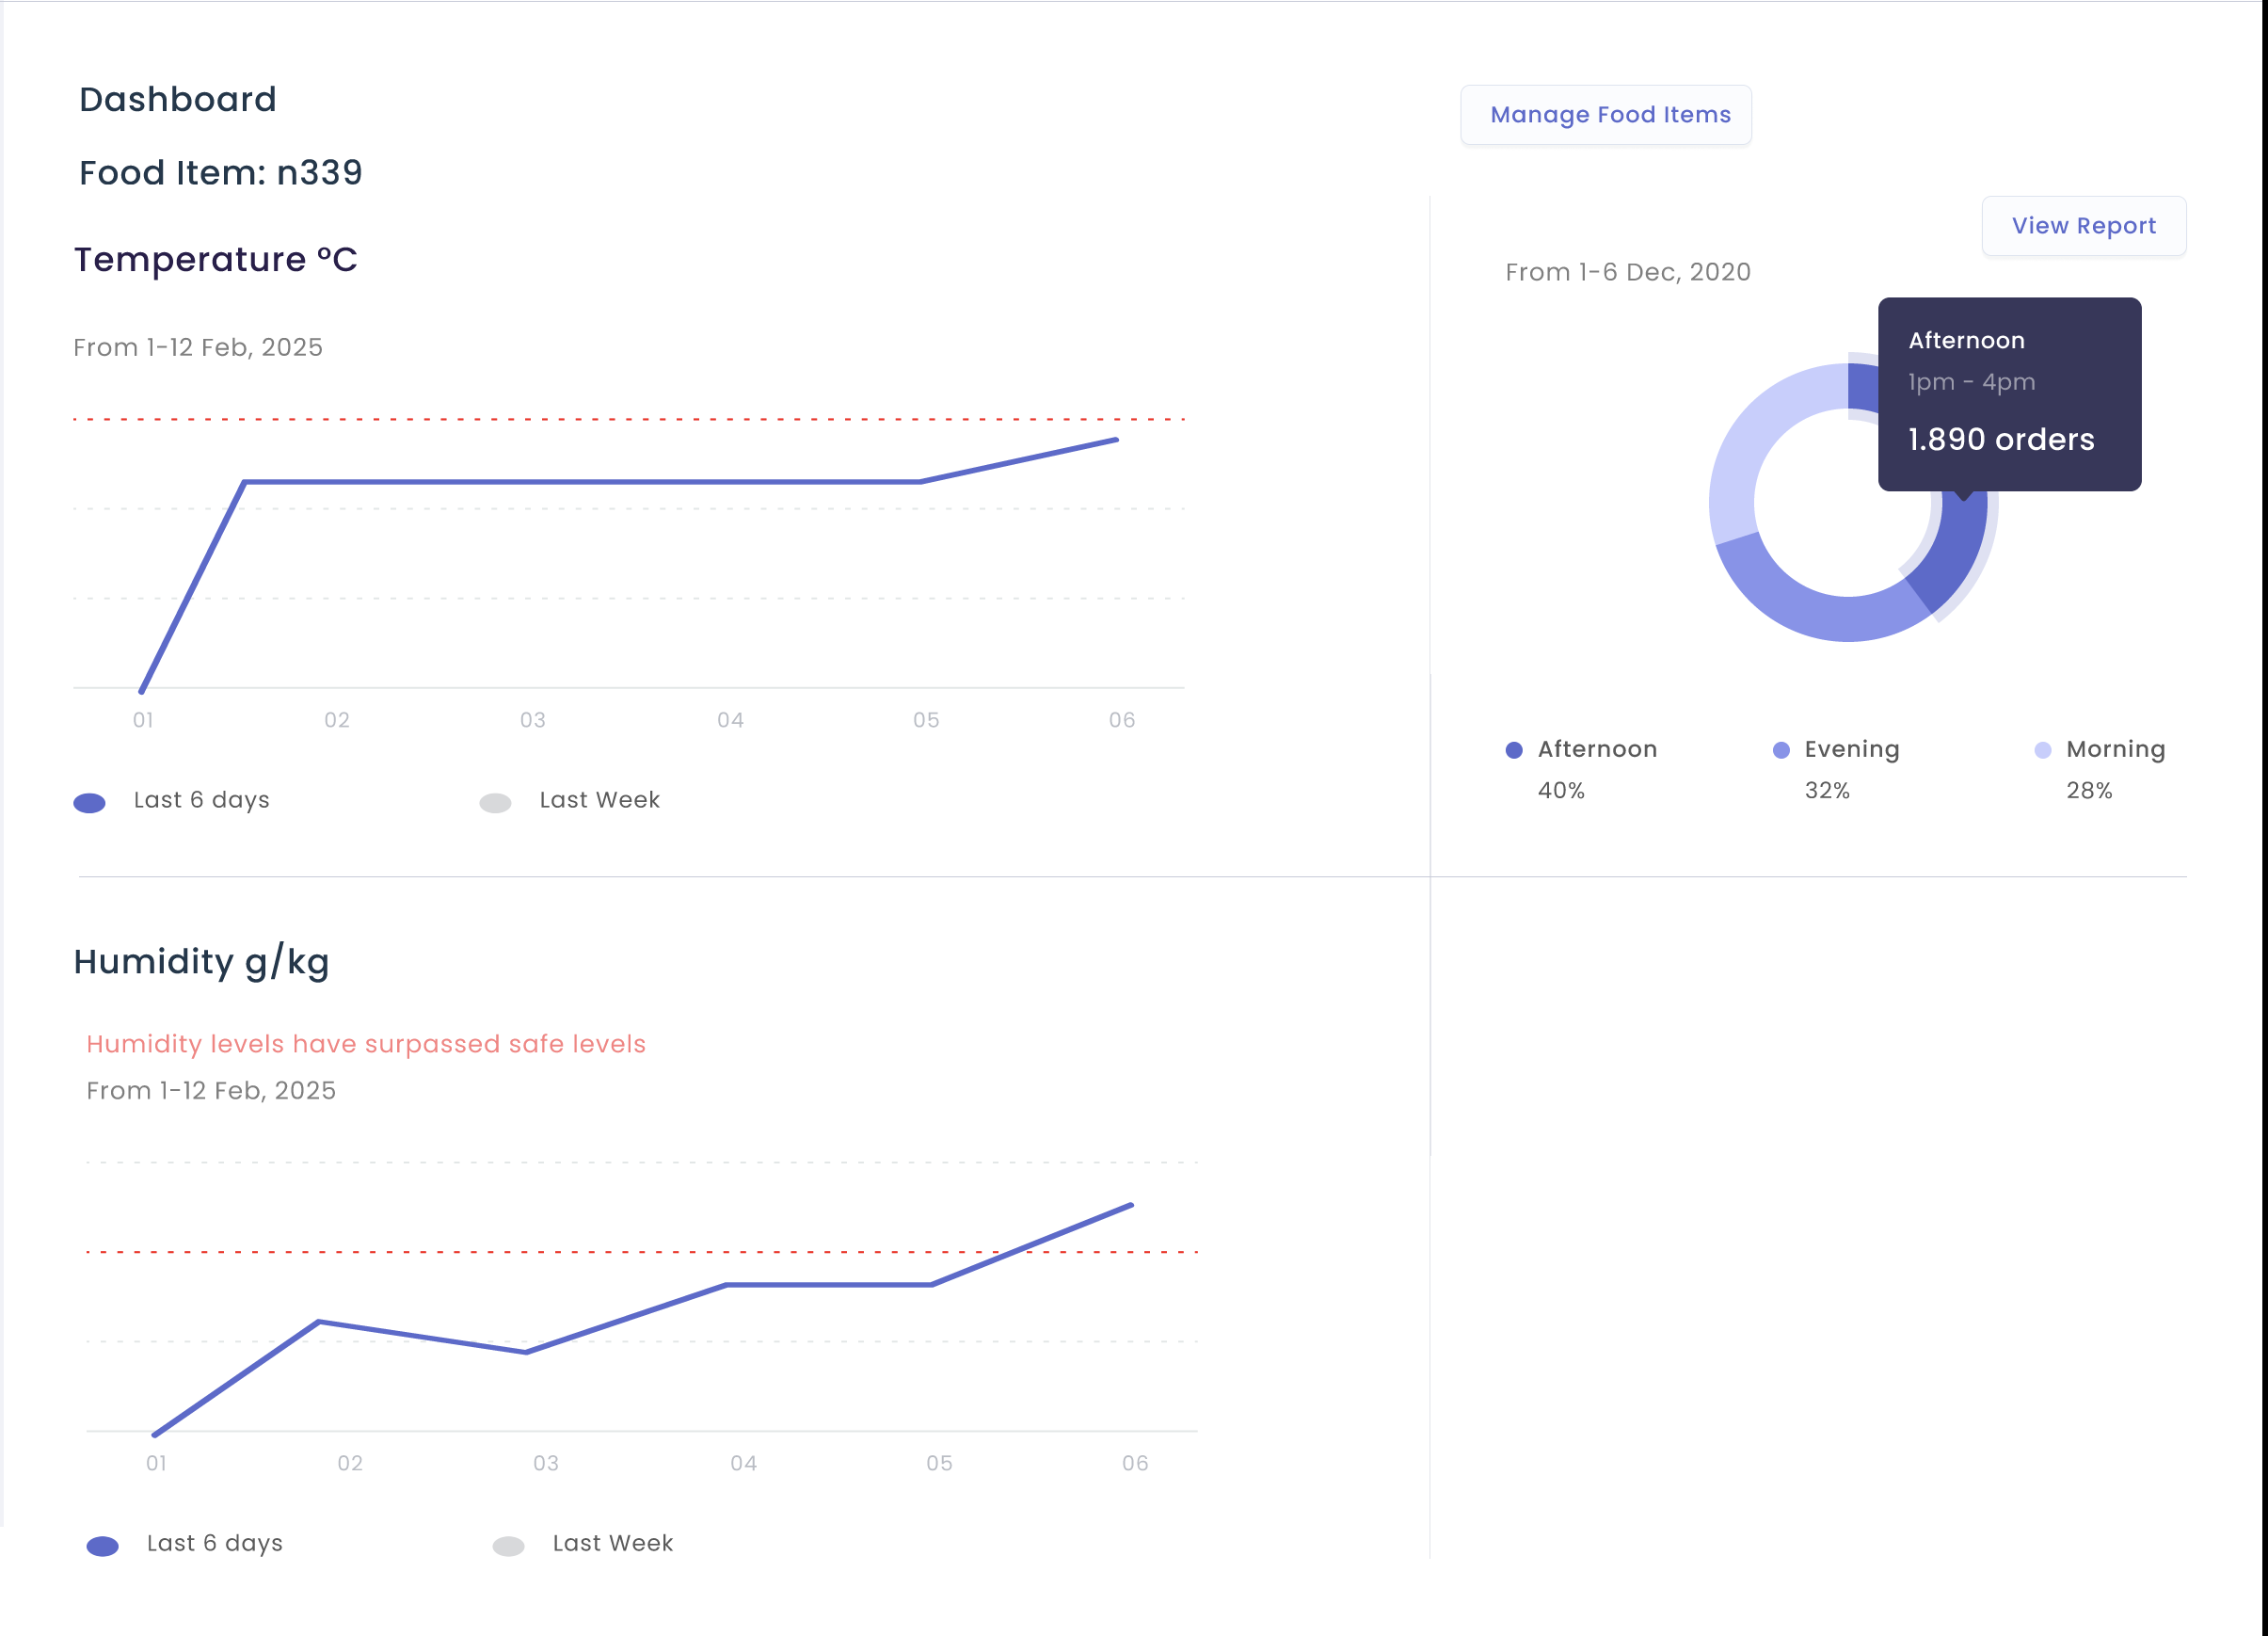 Dashboard
Manage Food Items
Food Item: n339
View Report
Temperature °C
From 1-12 Feb, 2025
01 02 03 04 05 06
Last 6 days
Last Week
From 1-6 Dec, 2020
Afternoon
1pm - 4pm
1.890 orders
Afternoon
40%
Evening
32%
Morning
28%
Humidity g/kg
Humidity levels have surpassed safe levels
From 1-12 Feb, 2025
01 02 03 04 05 06
Last 6 days
Last Week